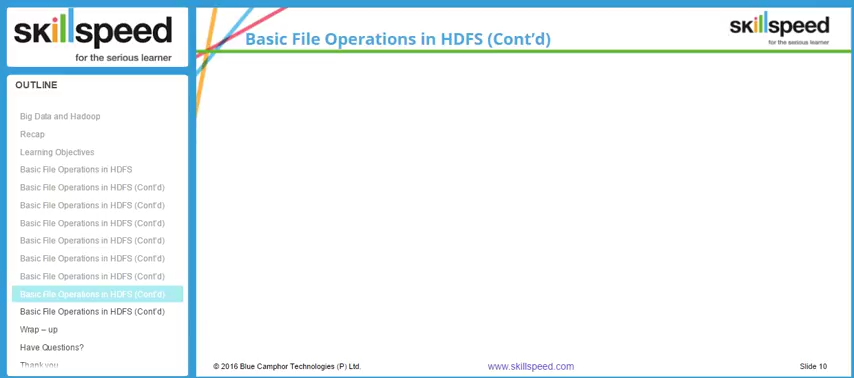 skillspeed
for the serious learner
OUTLINE
Big Data and Hadoop
Recap
Learning Objectives
Basic File Operations in HDFS
Basic File Operations in HDFS (Cont'd)
Basic File Operations in HDFS (Cont'd)
Basic File Operations in HDFS (Cont'd)
Basic File Operations in HDFS (Cont'd)
Basic File Operations in HDFS (Cont'd)
Basic File Operations in HDFS (Cont'd)
Basic File Operations in HDFS (Cont'd)
Basic File Operations in HDFS (Cont'd)
Wrap – up
Have Questions?
Thank you
Basic File Operations in HDFS (Cont’d)
skillspeed
for the serious learner
© 2016 Blue Camphor Technologies (P) Ltd.
www.skillspeed.com
Slide 10